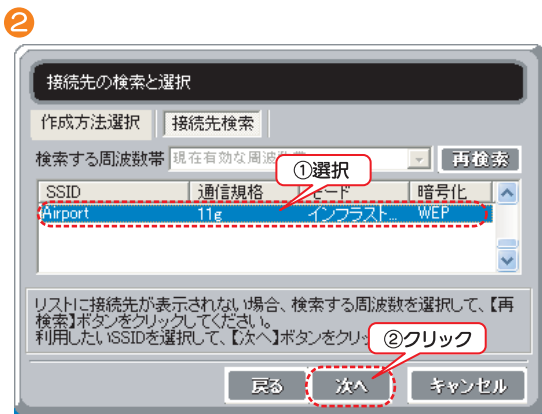 2
接続先の検索と選択
作成方法選択 接続先検索
検索する周波数帯 現在有効な周波 再検索
①選択
SSID 通信規格 モード 暗号化
Airport 11g インフラスト... WEP
リストに接続先が表示されない場合、検索する周波数を選択して、【再
検索】ボタンをクリックしてください。
利用したいSSIDを選択して、【次へ】ボタンをクリッ
②クリック
戻る 次へ キャンセル